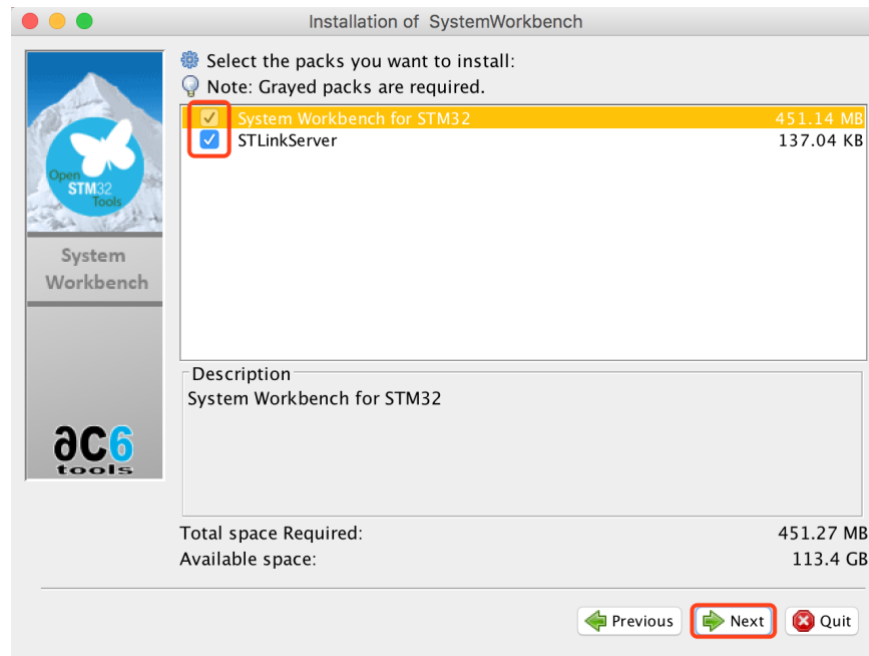 Installation of SystemWorkbench
Select the packs you want to install:
Note: Grayed packs are required.
System Workbench for STM32 451.14 MB
STLinkServer 137.04 KB
Open
STM32
Tools
System
Workbench
Description
System Workbench for STM32
ac6
tools
Total space Required: 451.27 MB
Available space: 113.4 GB
Previous Next Quit